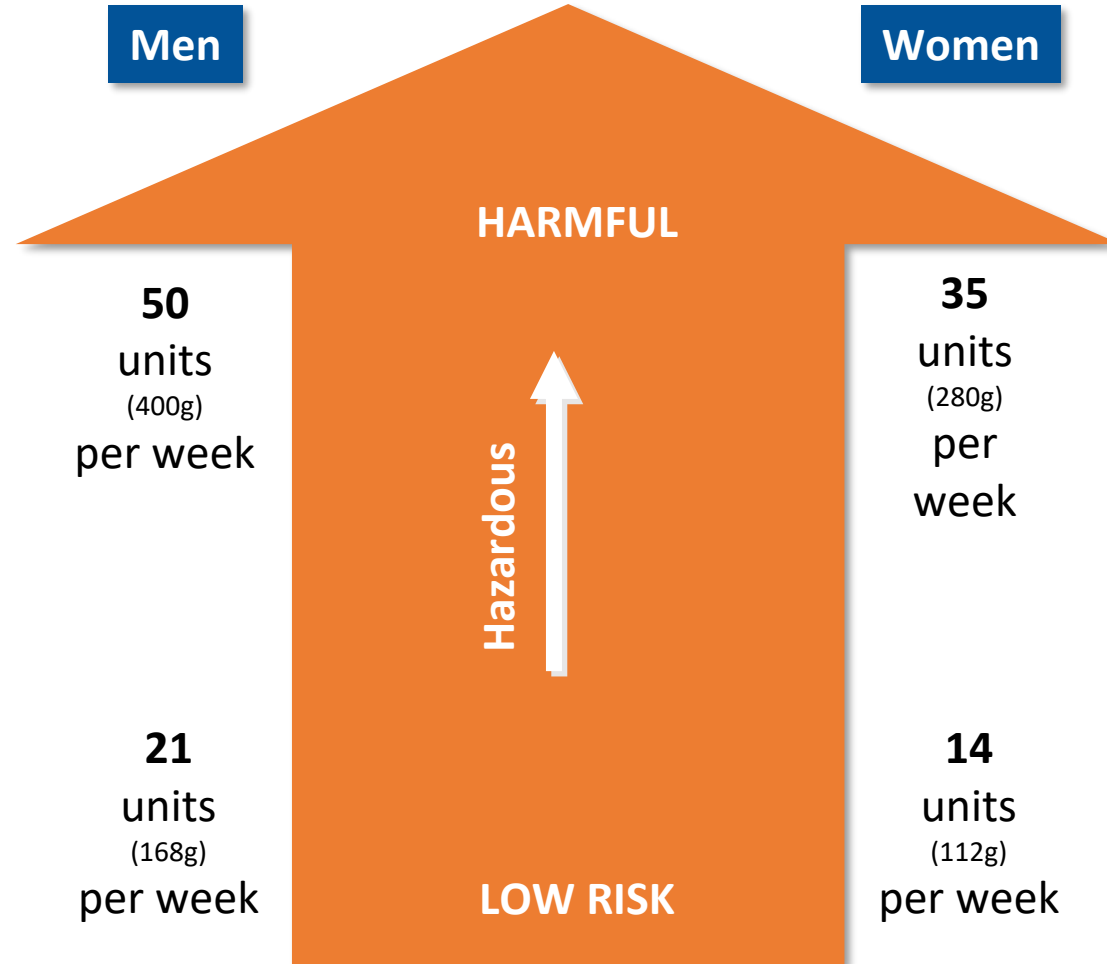 Men
Women
HARMFUL
50
units
(400g)
per week
35
units
(280g)
per
week
Hazardous
21
units
(168g)
per week
14
units
(112g)
per week
LOW RISK